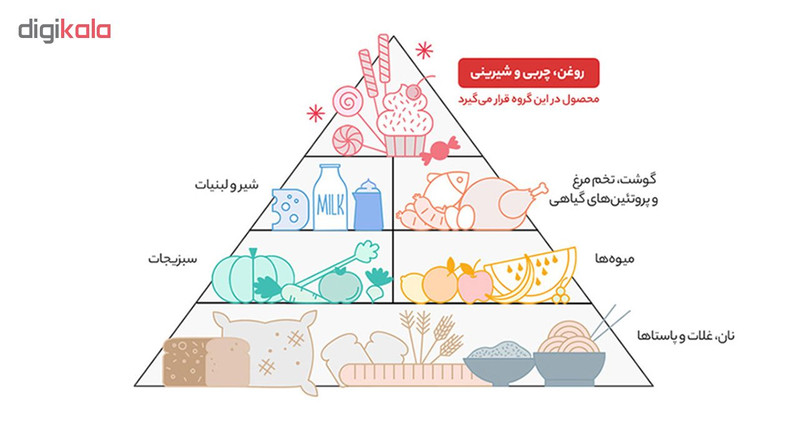 digikala
روغن، چربی و شیرینی
محصول در این گروه قرار می‌گیرد
گوشت، تخم مرغ
و پروتئین‌های گیاهی
شیر و لبنیات
MILK
میوه‌ها
سبزیجات
نان، غلات و پاستاها